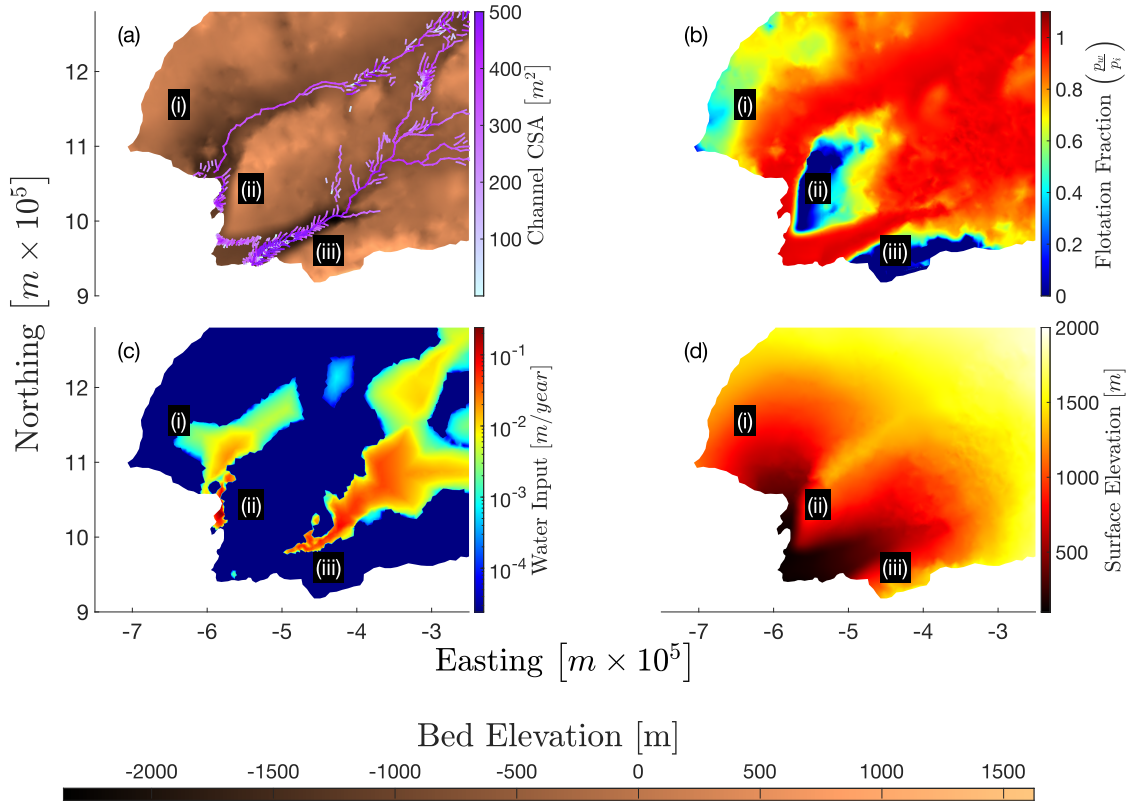 (a)
(i)
(ii)
(iii)
12
11
10
9
500
400
300
200
100
Channel CSA [m²]
(b)
(i)
(ii)
(iii)
1
0.8
0.6
0.4
0.2
0
Flotation Fraction (p_w/p_i)
Northing [m × 10⁵]
(c)
(i)
(ii)
(iii)
12
11
10
9
-7 -6 -5 -4 -3
10⁻¹
10⁻²
10⁻³
10⁻⁴
Water Input [m/year]
(d)
(i)
(ii)
(iii)
-7 -6 -5 -4 -3
2000
1500
1000
500
Surface Elevation [m]
Easting [m × 10⁵]
Bed Elevation [m]
-2000 -1500 -1000 -500 0 500 1000 1500